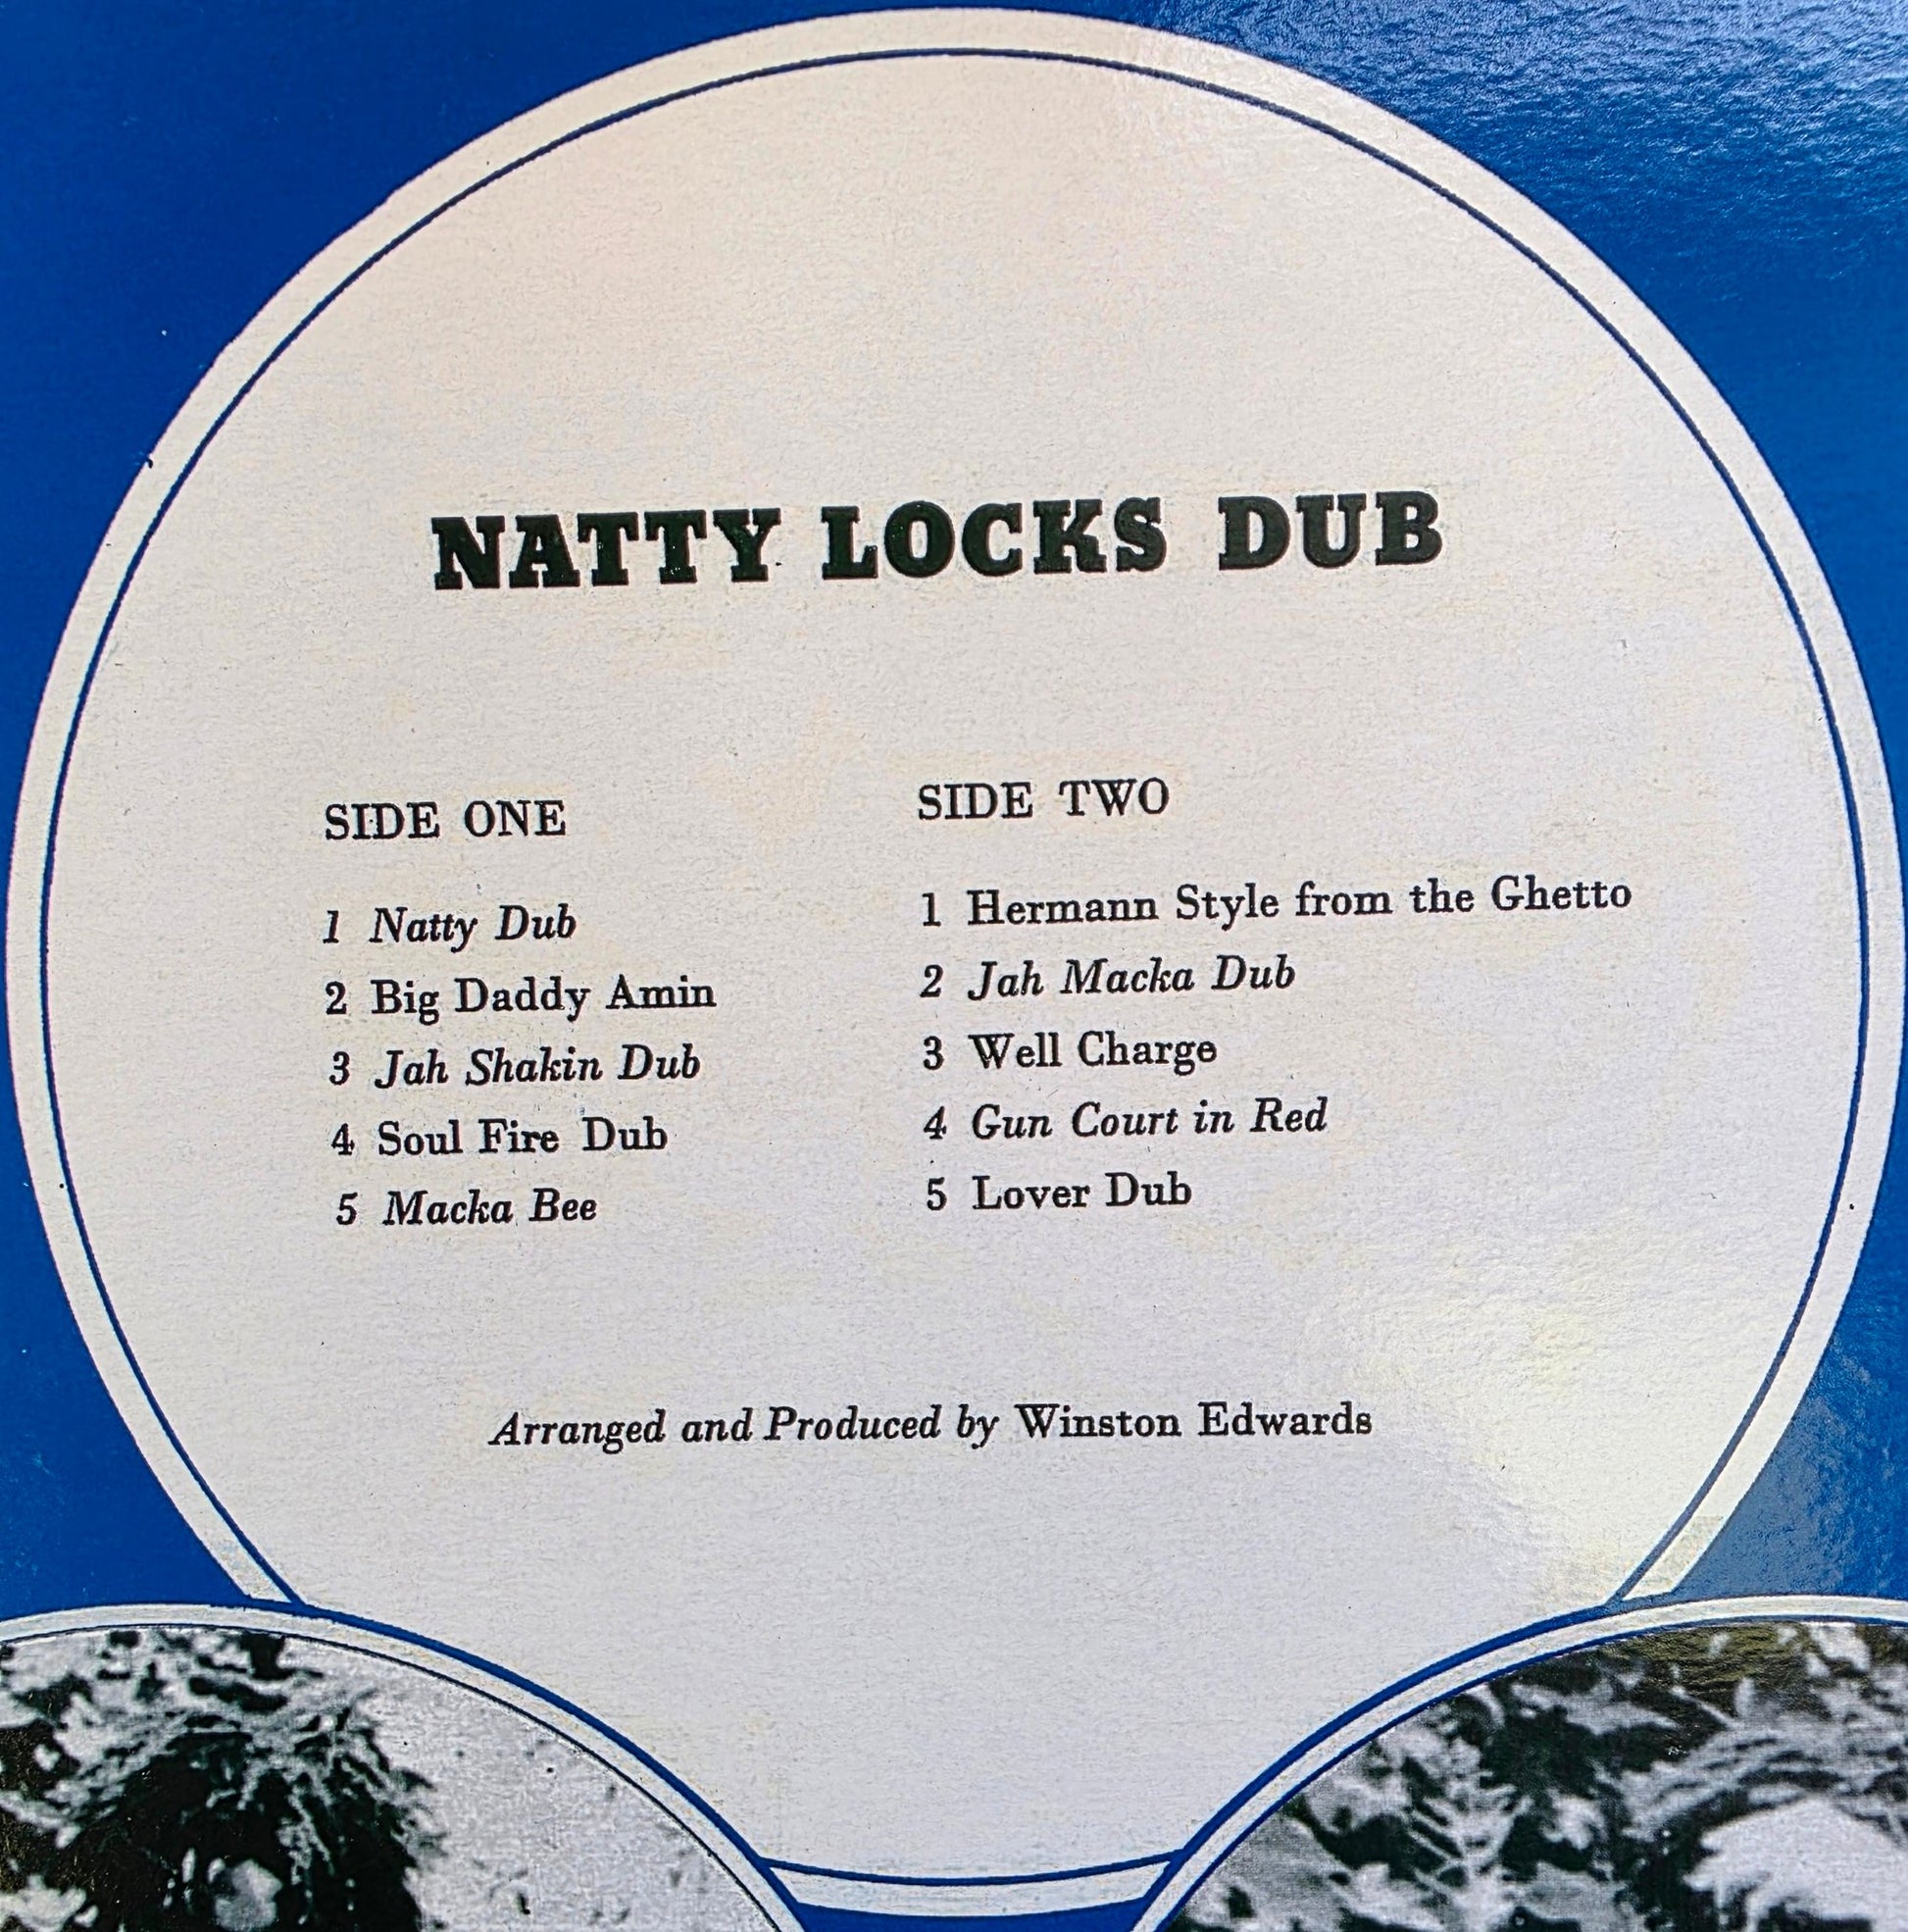 NATTY LOCKS DUB
SIDE ONE
1 Natty Dub
2 Big Daddy Amin
3 Jah Shakin Dub
4 Soul Fire Dub
5 Macka Bee
SIDE TWO
1 Hermann Style from the Ghetto
2 Jah Macka Dub
3 Well Charge
4 Gun Court in Red
5 Lover Dub
Arranged and Produced by Winston Edwards